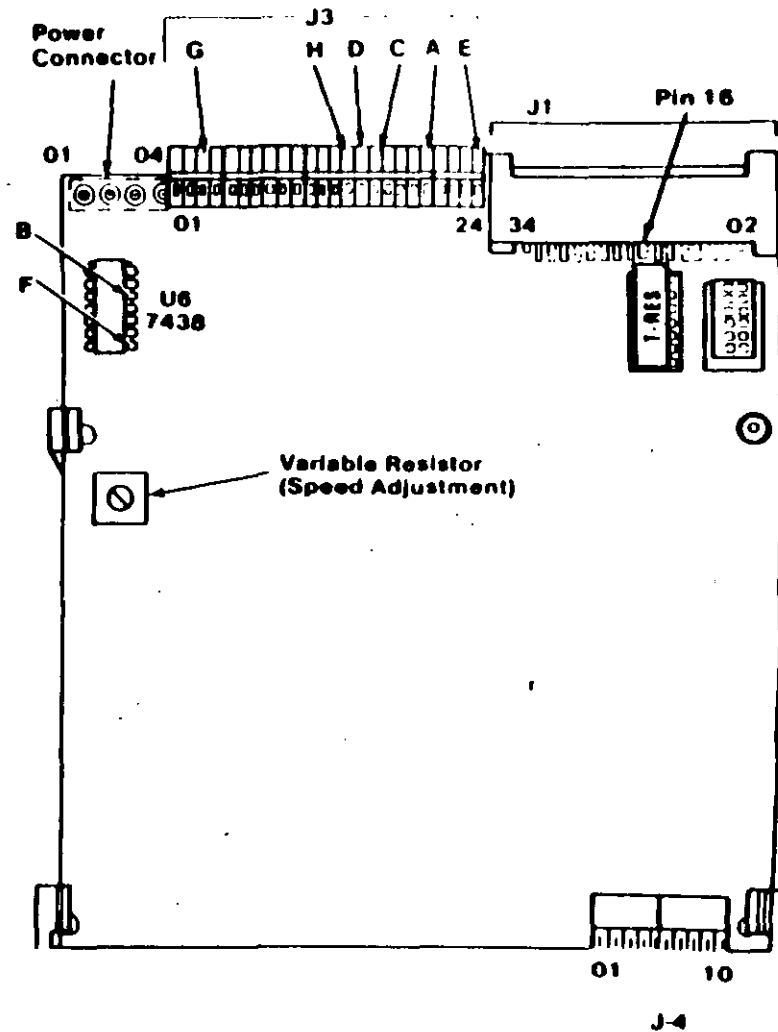 J3
Power
Connector
G H D C A E
J1
Pin 16
01 04
01 24
34 02
B
F
U6
7438
T-RES
Variable Resistor
(Speed Adjustment)
01 10
J-4